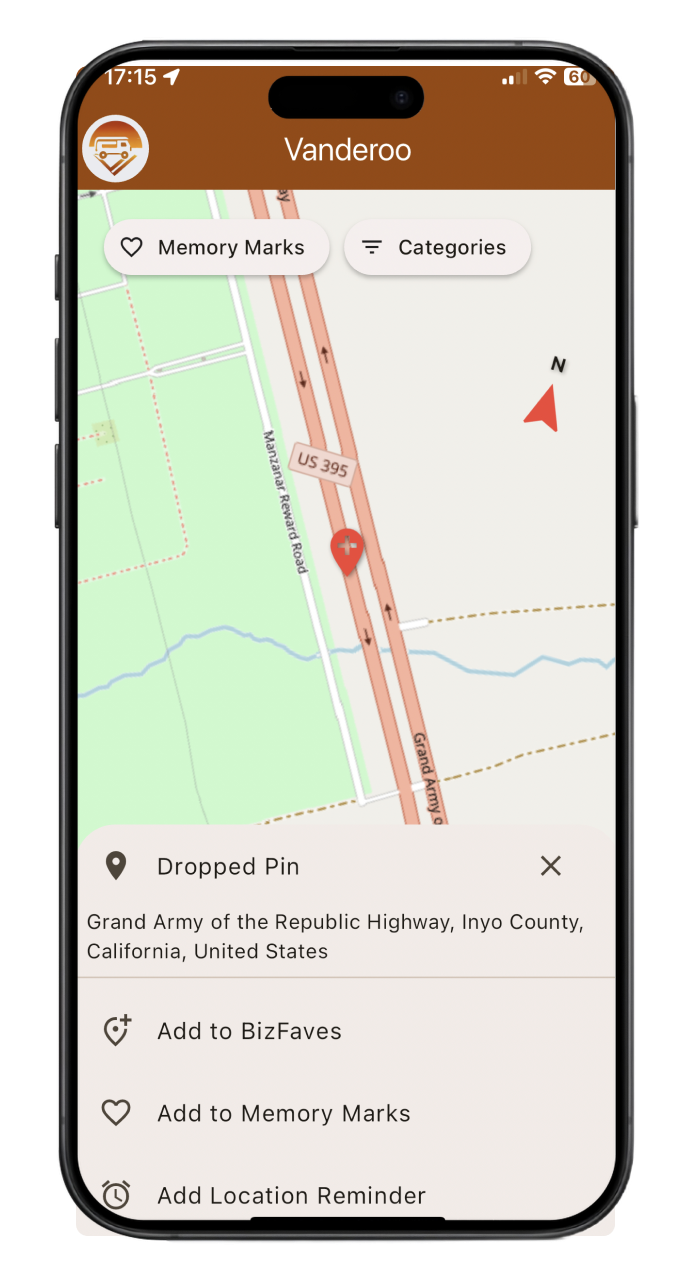 17:15
60
Vanderoo
ay
Memory Marks
Categories
N
US 395
Manzanar Reward Road
Grand Army o
Dropped Pin
Grand Army of the Republic Highway, Inyo County,
California, United States
Add to BizFaves
Add to Memory Marks
Add Location Reminder